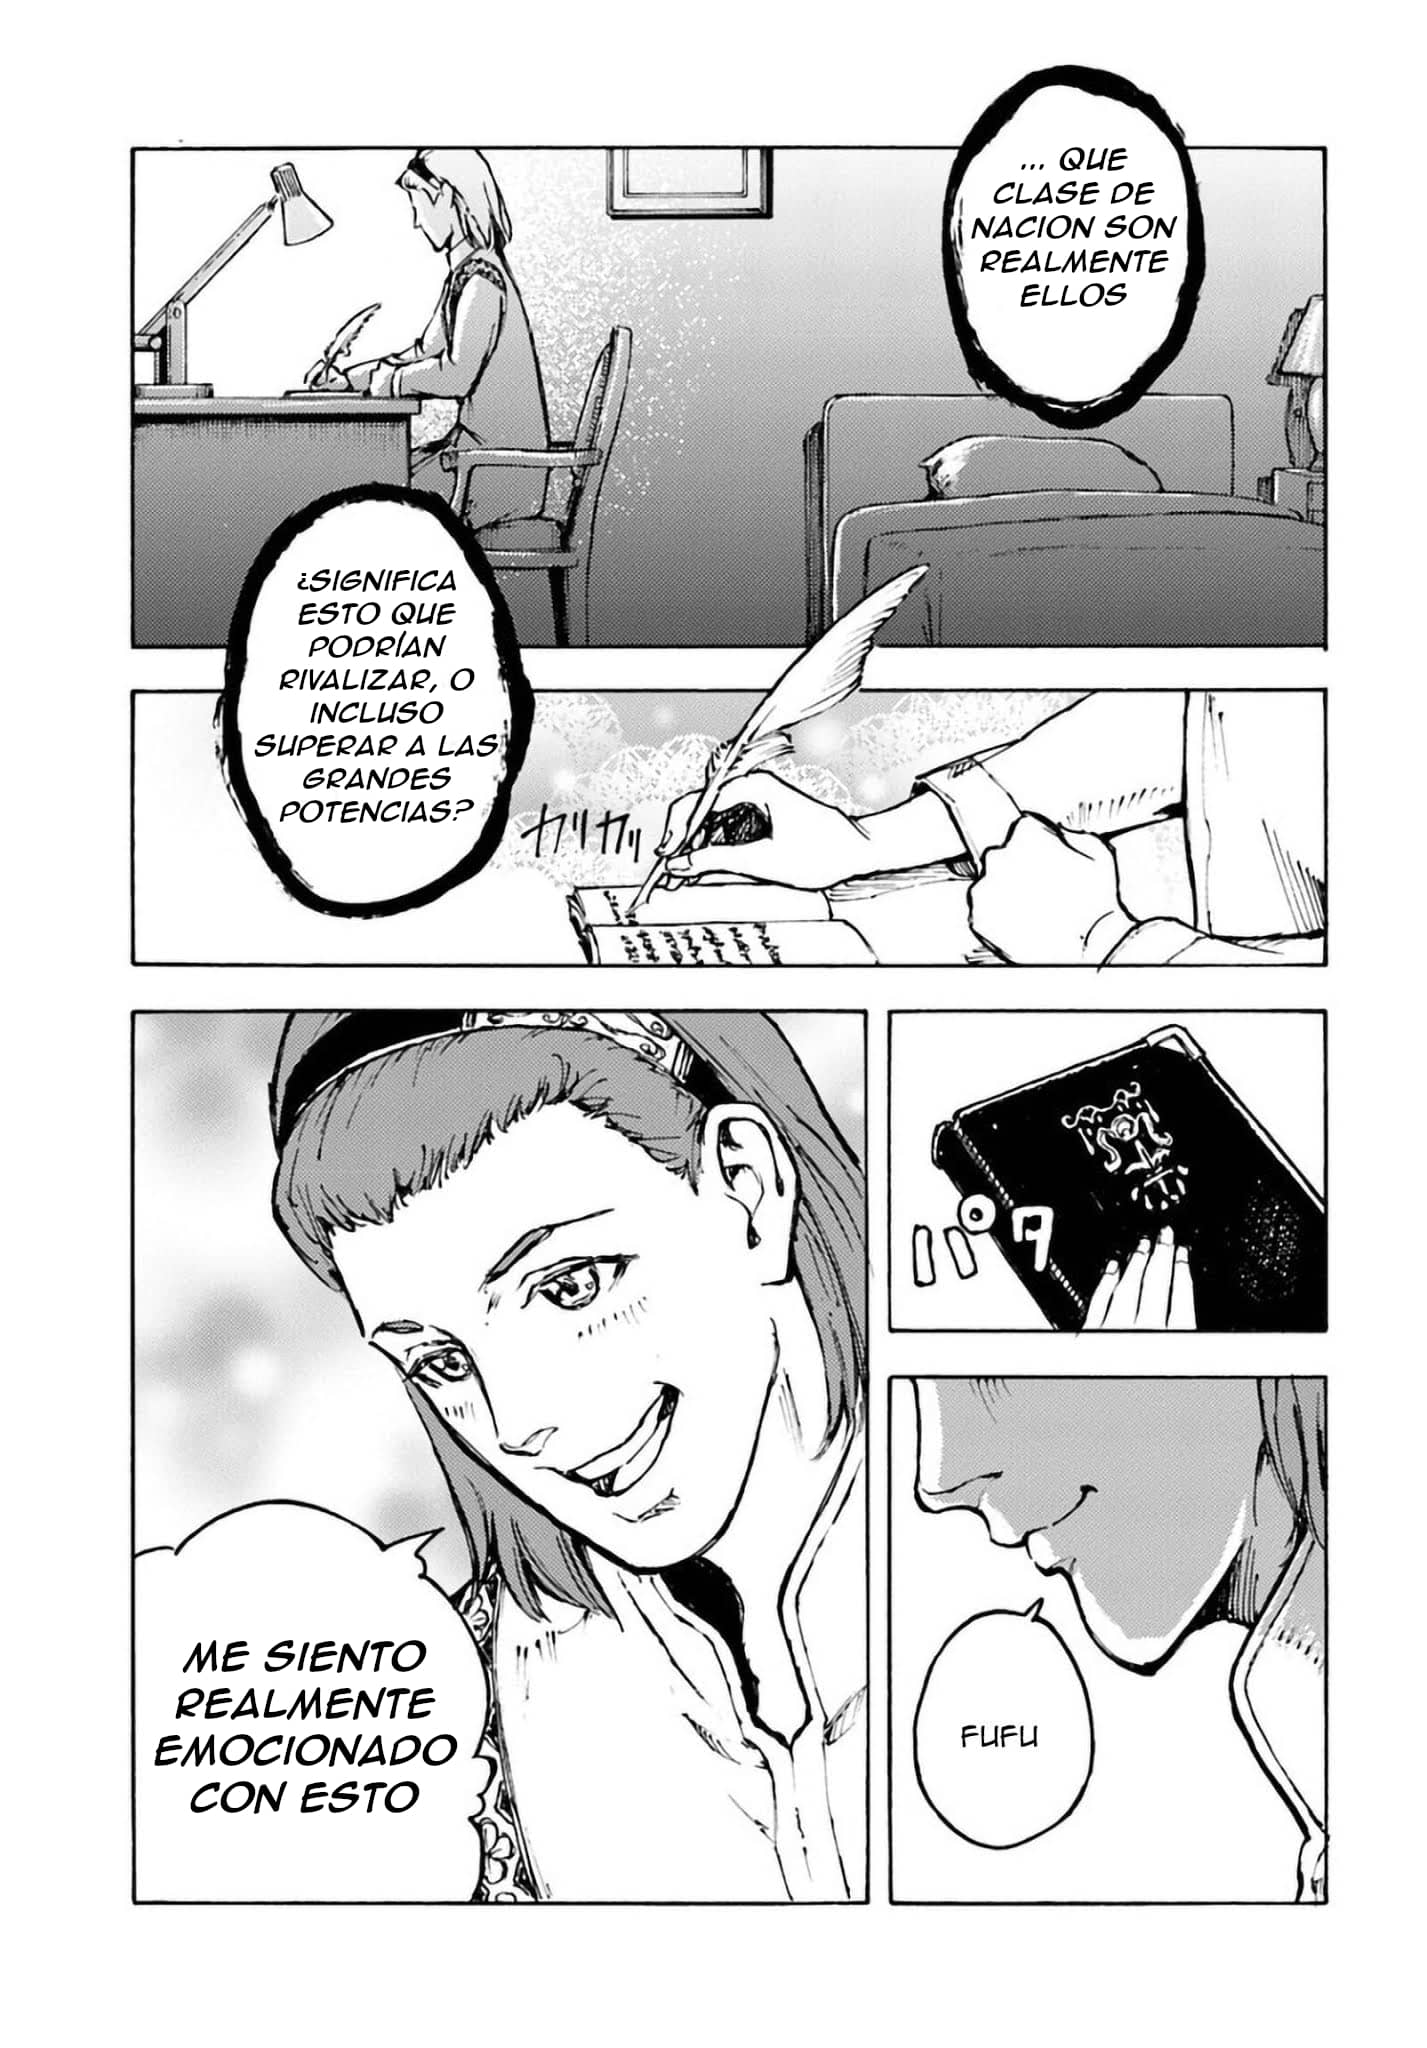 ... QUE
CLASE DE
NACION SON
REALMENTE
ELLOS
¿SIGNIFICA
ESTO QUE
PODRÍAN
RIVALIZAR, O
INCLUSO
SUPERAR A LAS
GRANDES
POTENCIAS?
カリカリ
パタ
FUFU
ME SIENTO
REALMENTE
EMOCIONADO
CON ESTO